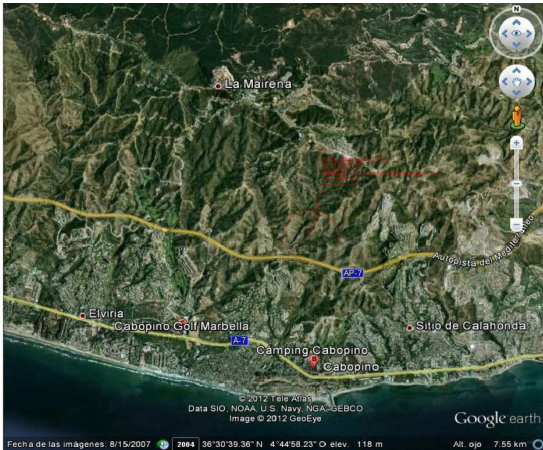 N
La Mairena
Autopista del Mediterráneo
AP-7
Elviria
Cabopino Golf Marbella
Sitio de Calahonda
A-7
Camping Cabopino
Cabopino
© 2012 Tele Atlas
Data SIO, NOAA, U.S. Navy, NGA, GEBCO
Image © 2012 GeoEye
Google earth
Fecha de las imágenes: 8/15/2007 2004 36°30'39.36" N 4°44'58.23" O elev. 118 m Alt. ojo 7.55 km